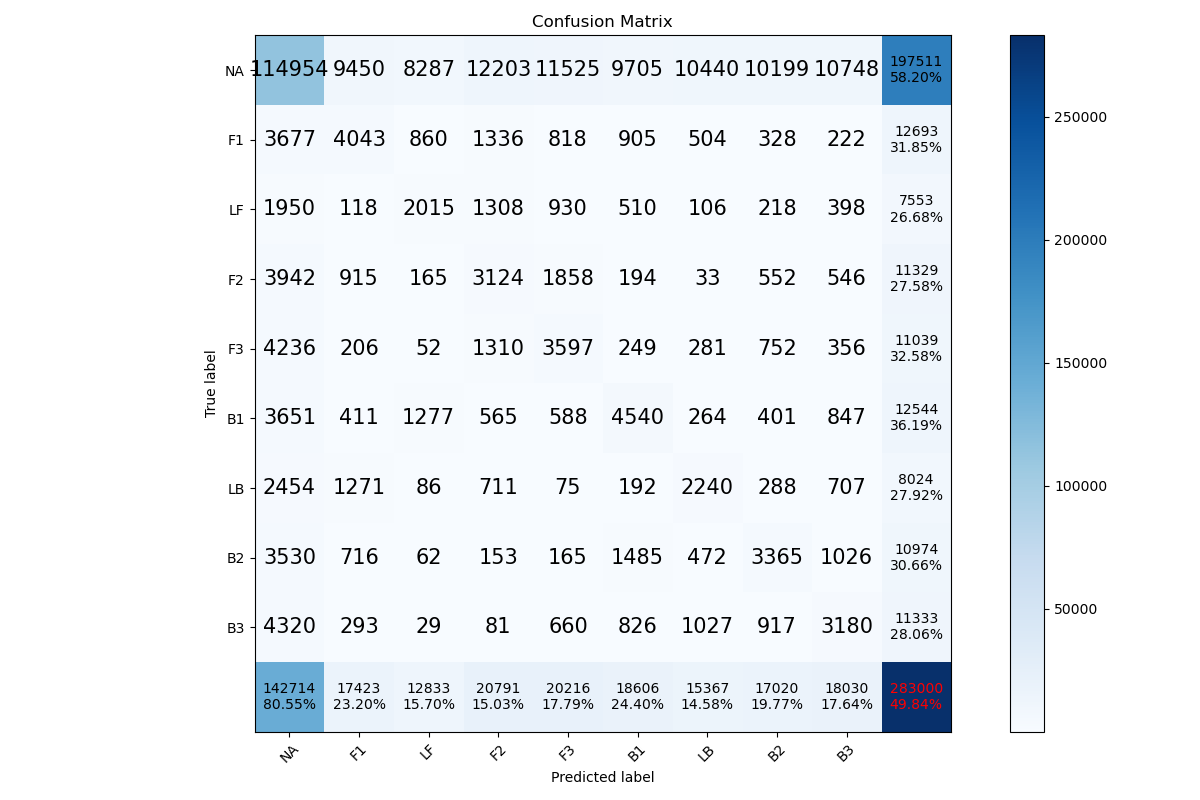 Confusion Matrix
NA 114954 9450 8287 12203 11525 9705 10440 10199 10748 197511
58.20%
F1 3677 4043 860 1336 818 905 504 328 222 12693
31.85%
LF 1950 118 2015 1308 930 510 106 218 398 7553
26.68%
F2 3942 915 165 3124 1858 194 33 552 546 11329
27.58%
F3 4236 206 52 1310 3597 249 281 752 356 11039
32.58%
B1 3651 411 1277 565 588 4540 264 401 847 12544
36.19%
LB 2454 1271 86 711 75 192 2240 288 707 8024
27.92%
B2 3530 716 62 153 165 1485 472 3365 1026 10974
30.66%
B3 4320 293 29 81 660 826 1027 917 3180 11333
28.06%
142714 17423 12833 20791 20216 18606 15367 17020 18030 283000
80.55% 23.20% 15.70% 15.03% 17.79% 24.40% 14.58% 19.77% 17.64% 49.84%
NA F1 LF F2 F3 B1 LB B2 B3
Predicted label
True label
250000
200000
150000
100000
50000